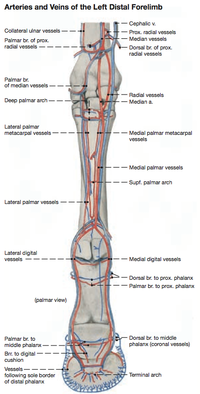 Arteries and Veins of the Left Distal Forelimb
Cephalic v.
Collateral ulnar vessels
Prox. radial vessels
Median vessels
Palmar br. of prox.
radial vessels
Dorsal br. of prox.
radial vessels
Palmar br.
of median vessels
Radial vessels
Deep palmar arch
Median a.
Lateral palmar
metacarpal vessels
Medial palmar metacarpal
vessels
Medial palmar vessels
Supf. palmar arch
Lateral palmar vessels
Lateral digital
vessels
Medial digital vessels
Dorsal br. to prox. phalanx
Palmar br. to prox. phalanx
(palmar view)
Palmar br. to
middle phalanx
Dorsal br. to middle
phalanx (coronal vessels)
Brr. to digital
cushion
Vessels
following sole border
of distal phalanx
Terminal arch